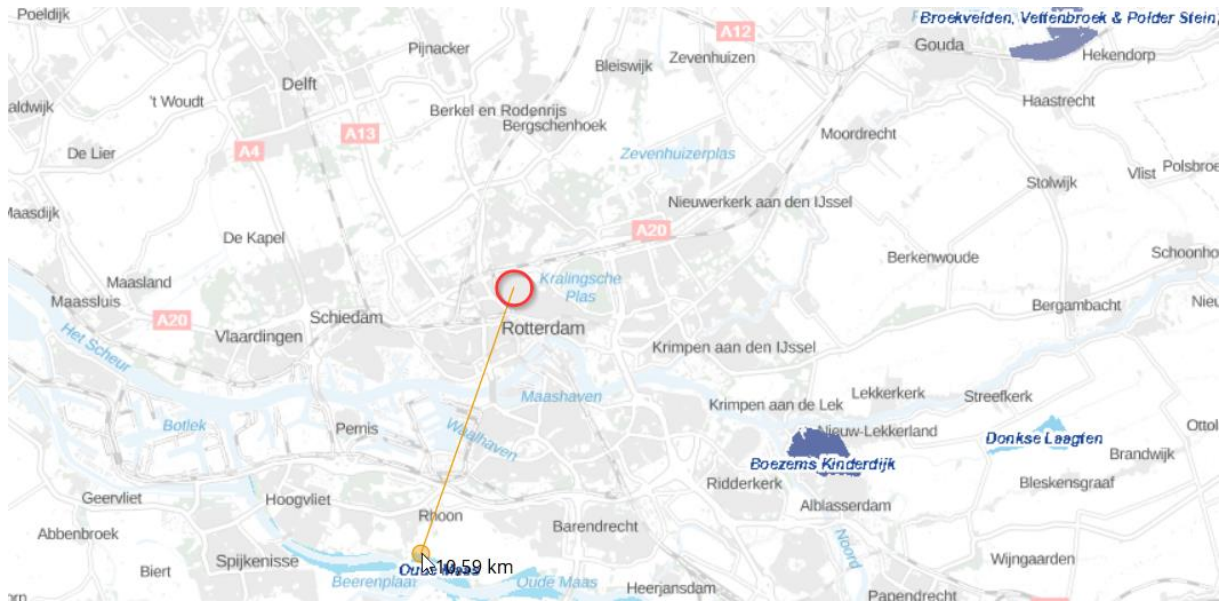 Poeldijk
Broekvelden, Vettenbroek & Polder Stein
A12
Pijnacker
Gouda
Zevenhuizen
Hekendorp
Bleiswijk
Delft
't Woudt
Haastrecht
aldwijk
Berkel en Rodenrijs
Bergschenhoek
A13
Moordrecht
De Lier
A4
Zevenhuizerplas
Vlist
Polsbroe
Stolwijk
Nieuwerkerk aan den IJssel
Maasdijk
A20
De Kapel
Berkenwoude
Schoonho
Kralingsche
Plas
Maasland
Maassluis
Bergambacht
Nieu
A20
Schiedam
Rotterdam
Vlaardingen
Het Scheur
Krimpen aan den IJssel
Maashaven
Lekkerkerk
Streefkerk
Krimpen aan de Lek
Botlek
Pernis
Waalhaven
Nieuw-Lekkerland
Ottol
Donkse Laagten
Brandwijk
Boezems Kinderdijk
Ridderkerk
Bleskensgraaf
Geervliet
Hoogvliet
Alblasserdam
Rhoon
Barendrecht
Abbenbroek
Noord
Spijkenisse
Wijngaarden
Biert
Oude Maas
10,59 km
Beerenplaat
Oude Maas
Heerjansdam
Papendrecht